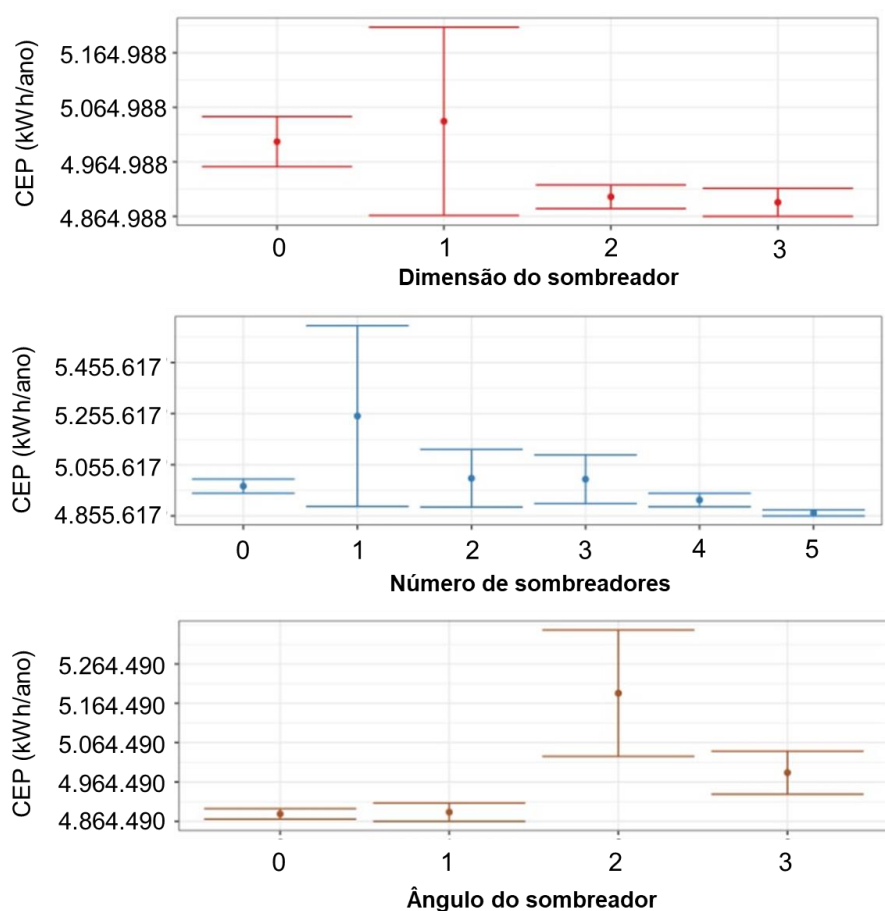 CEP (kWh/ano)
5.164.988
5.064.988
4.964.988
4.864.988
0 1 2 3
Dimensão do sombreador
CEP (kWh/ano)
5.455.617
5.255.617
5.055.617
4.855.617
0 1 2 3 4 5
Número de sombreadores
CEP (kWh/ano)
5.264.490
5.164.490
5.064.490
4.964.490
4.864.490
0 1 2 3
Ângulo do sombreador